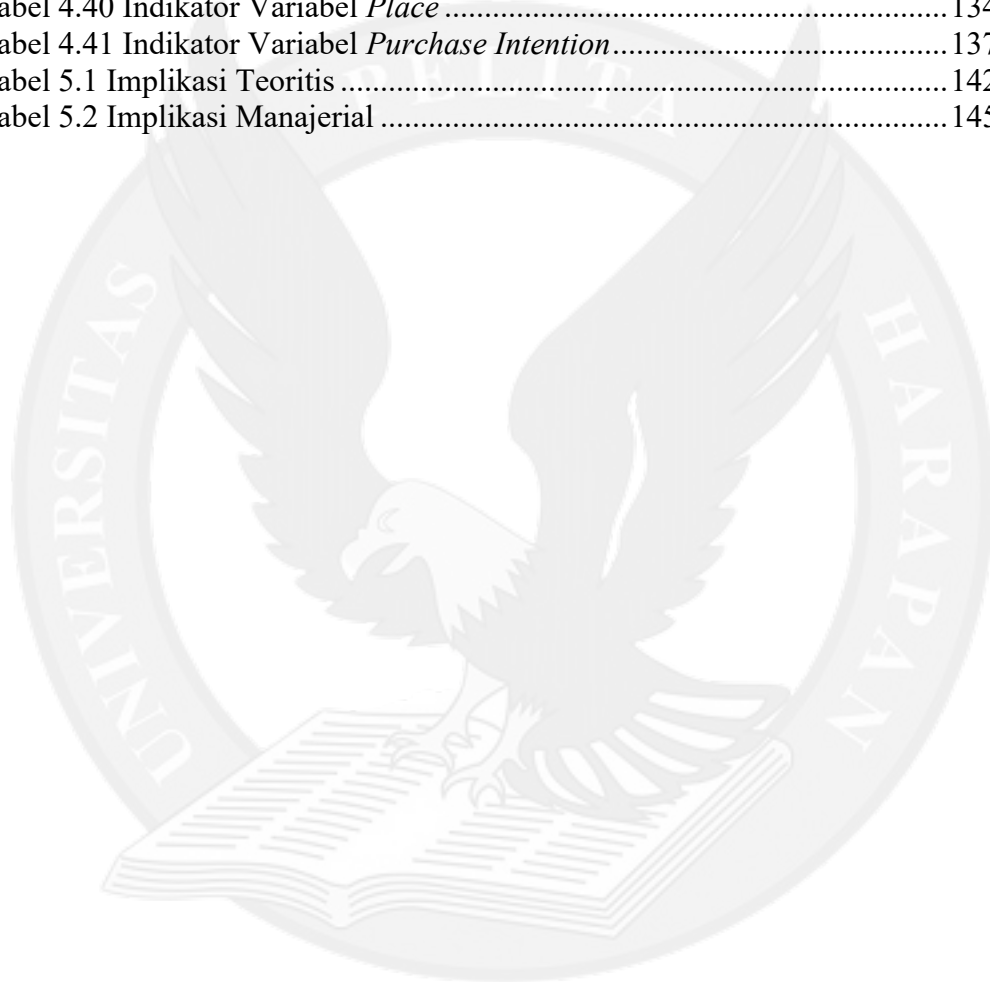 abel 4.40 Indikator Variabel Place ............................................................ 134
abel 4.41 Indikator Variabel Purchase Intention .......................................... 137
abel 5.1 Implikasi Teoritis ............................................................................. 142
abel 5.2 Implikasi Manajerial ........................................................................ 145
UNIVERSITAS PELITA HARAPAN